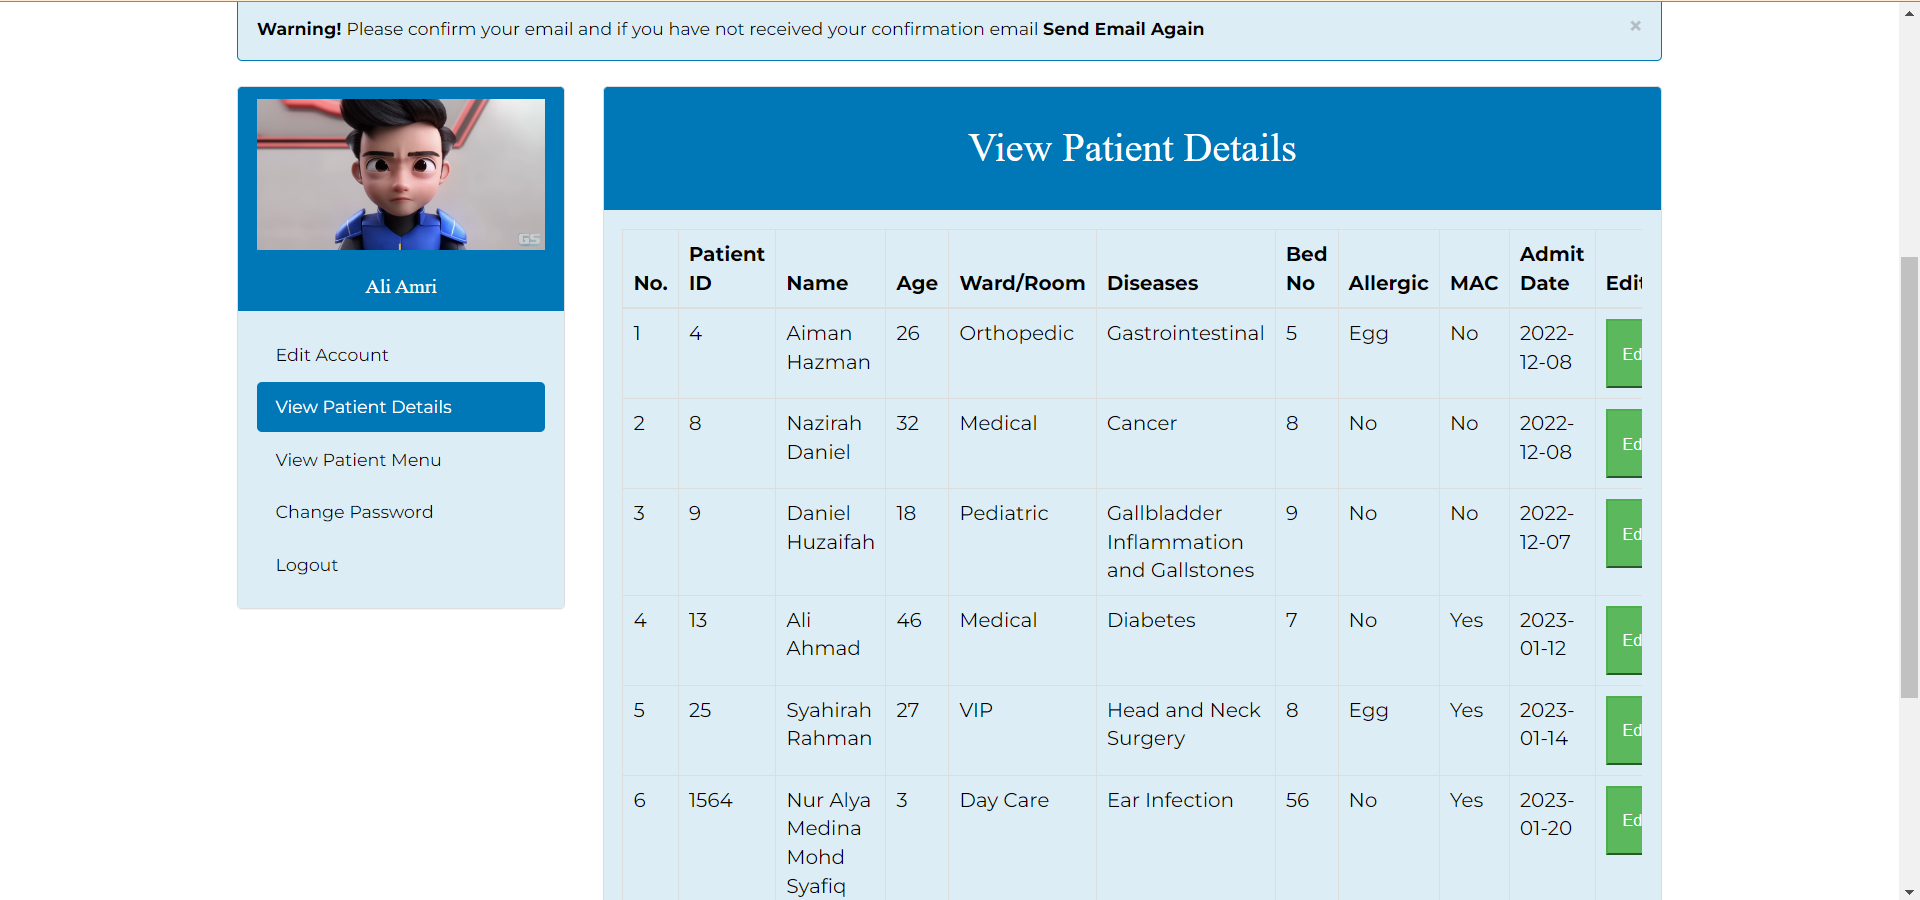 Warning! Please confirm your email and if you have not received your confirmation email Send Email Again
×
GS
Ali Amri
Edit Account
View Patient Details
View Patient Menu
Change Password
Logout
View Patient Details
No. Patient ID Name Age Ward/Room Diseases Bed No Allergic MAC Admit Date Edit
1 4 Aiman Hazman 26 Orthopedic Gastrointestinal 5 Egg No 2022-12-08 Ed
2 8 Nazirah Daniel 32 Medical Cancer 8 No No 2022-12-08 Ed
3 9 Daniel Huzaifah 18 Pediatric Gallbladder Inflammation and Gallstones 9 No No 2022-12-07 Ed
4 13 Ali Ahmad 46 Medical Diabetes 7 No Yes 2023-01-12 Ed
5 25 Syahirah Rahman 27 VIP Head and Neck Surgery 8 Egg Yes 2023-01-14 Ed
6 1564 Nur Alya Medina Mohd Syafiq 3 Day Care Ear Infection 56 No Yes 2023-01-20 Ed